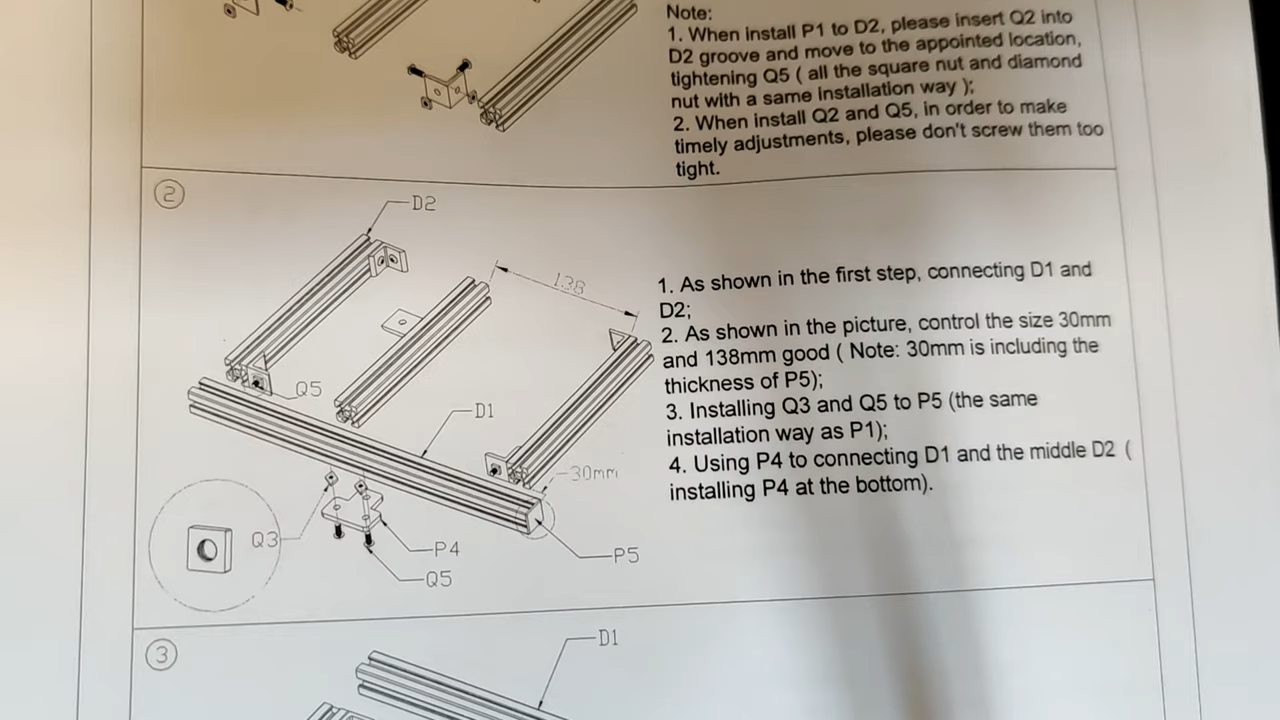 Note:
1. When install P1 to D2, please insert Q2 into
D2 groove and move to the appointed location,
tightening Q5 ( all the square nut and diamond
nut with a same installation way );
2. When install Q2 and Q5, in order to make
timely adjustments, please don't screw them too
tight.
2
D2
138
Q5
D1
30mm
Q3
P4
Q5
P5
1. As shown in the first step, connecting D1 and
D2;
2. As shown in the picture, control the size 30mm
and 138mm good ( Note: 30mm is including the
thickness of P5);
3. Installing Q3 and Q5 to P5 (the same
installation way as P1);
4. Using P4 to connecting D1 and the middle D2 (
installing P4 at the bottom).
3
D1